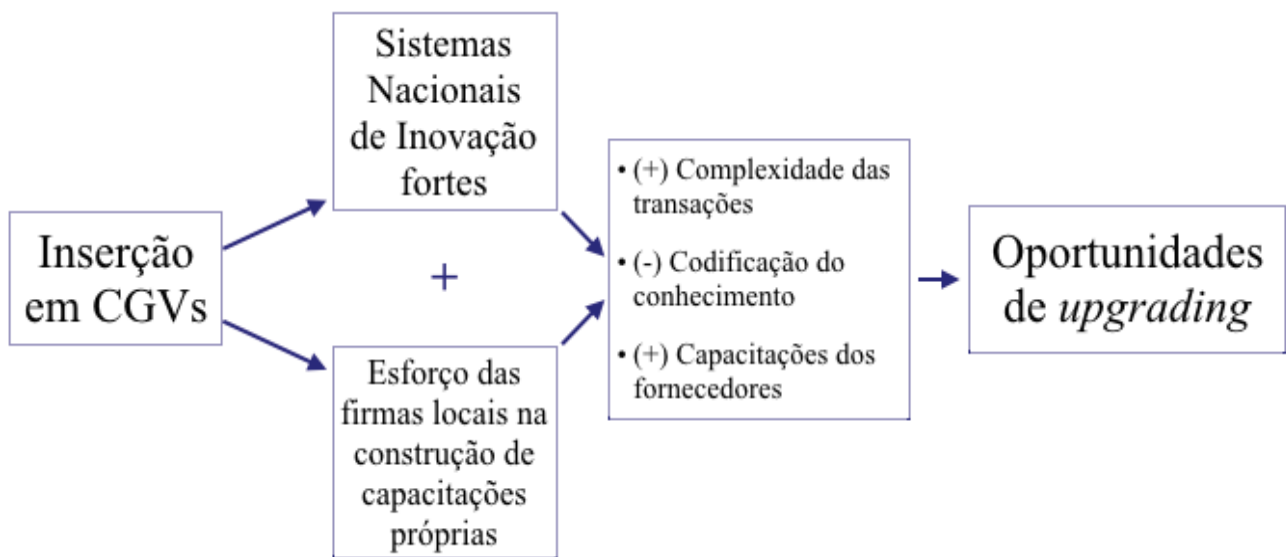 Inserção
em CGVs
Sistemas
Nacionais
de Inovação
fortes
+
Esforço das
firmas locais na
construção de
capacitações
próprias
• (+) Complexidade das
transações
• (-) Codificação do
conhecimento
• (+) Capacitações dos
fornecedores
Oportunidades
de upgrading